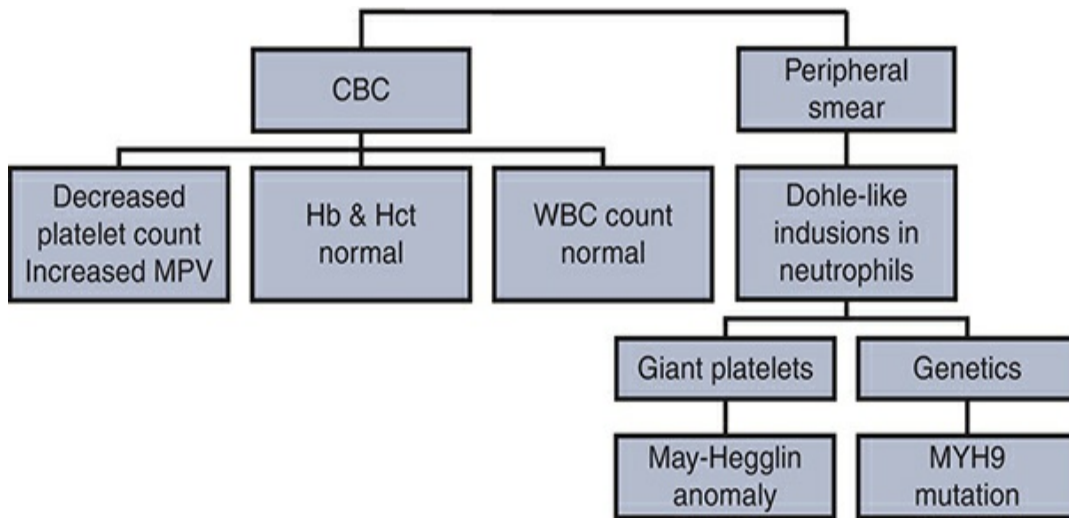 CBC
Peripheral
smear
Decreased
platelet count
Increased MPV
Hb & Hct
normal
WBC count
normal
Dohle-like
indusions in
neutrophils
Giant platelets
Genetics
May-Hegglin
anomaly
MYH9
mutation